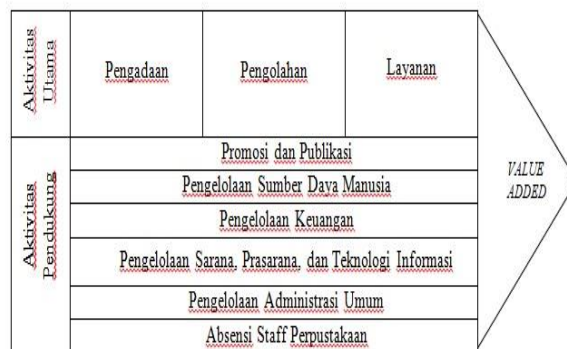 Aktivitas
Utama
Pengadaan
Pengolahan
Layanan
Aktivitas
Pendukung
Promosi dan Publikasi
Pengelolaan Sumber Daya Manusia
Pengelolaan Keuangan
Pengelolaan Sarana, Prasarana, dan Teknologi Informasi
Pengelolaan Administrasi Umum
Absensi Staff Perpustakaan
VALUE
ADDED